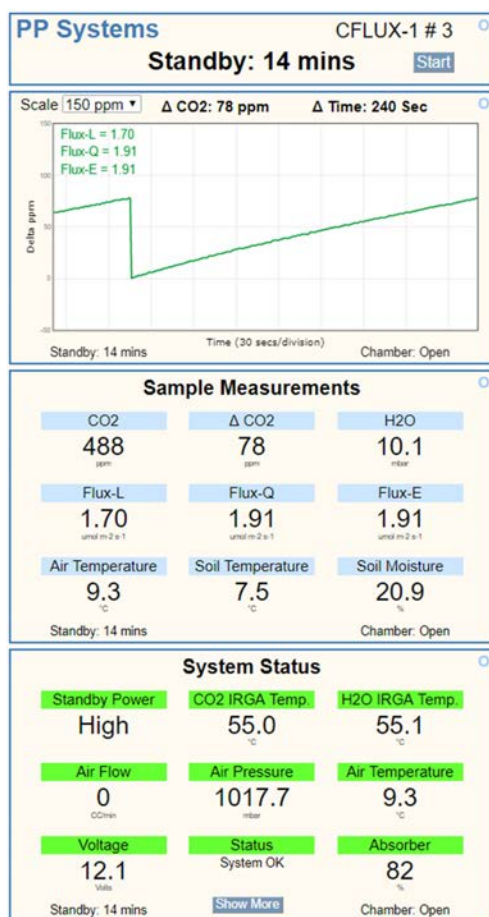 PP Systems CFLUX-1 # 3
Standby: 14 mins Start
Scale 150 ppm Δ CO2: 78 ppm Δ Time: 240 Sec
150
Flux-L = 1.70
Flux-Q = 1.91
Flux-E = 1.91
100
50
0
-50
Delta ppm
Time (30 secs/division)
Standby: 14 mins Chamber: Open
Sample Measurements
CO2 Δ CO2 H2O
488 78 10.1
ppm ppm mbar
Flux-L Flux-Q Flux-E
1.70 1.91 1.91
umol m-2 s-1 umol m-2 s-1 umol m-2 s-1
Air Temperature Soil Temperature Soil Moisture
9.3 7.5 20.9
°C °C %
Standby: 14 mins Chamber: Open
System Status
Standby Power CO2 IRGA Temp. H2O IRGA Temp.
High 55.0 55.1
°C °C
Air Flow Air Pressure Air Temperature
0 1017.7 9.3
CC/min mbar °C
Voltage Status Absorber
12.1 System OK 82
Volts %
Standby: 14 mins Show More Chamber: Open